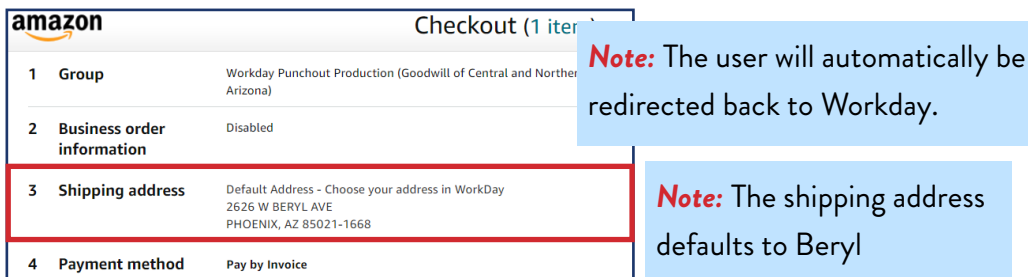 amazon
Checkout (1 item
1 Group
Workday Punchout Production (Goodwill of Central and Norther
Arizona)
2 Business order
information
Disabled
3 Shipping address
Default Address - Choose your address in WorkDay
2626 W BERYL AVE
PHOENIX, AZ 85021-1668
4 Payment method
Pay by Invoice
Note: The user will automatically be
redirected back to Workday.
Note: The shipping address
defaults to Beryl